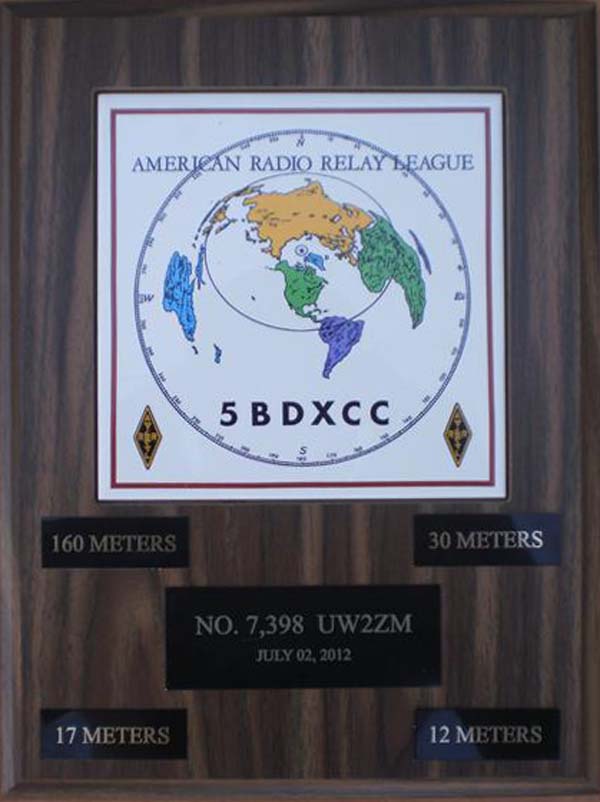 N
AMERICAN RADIO RELAY LEAGUE
W
5 B D X C C
S
160 METERS
30 METERS
NO. 7,398 UW2ZM
JULY 02, 2012
17 METERS
12 METERS